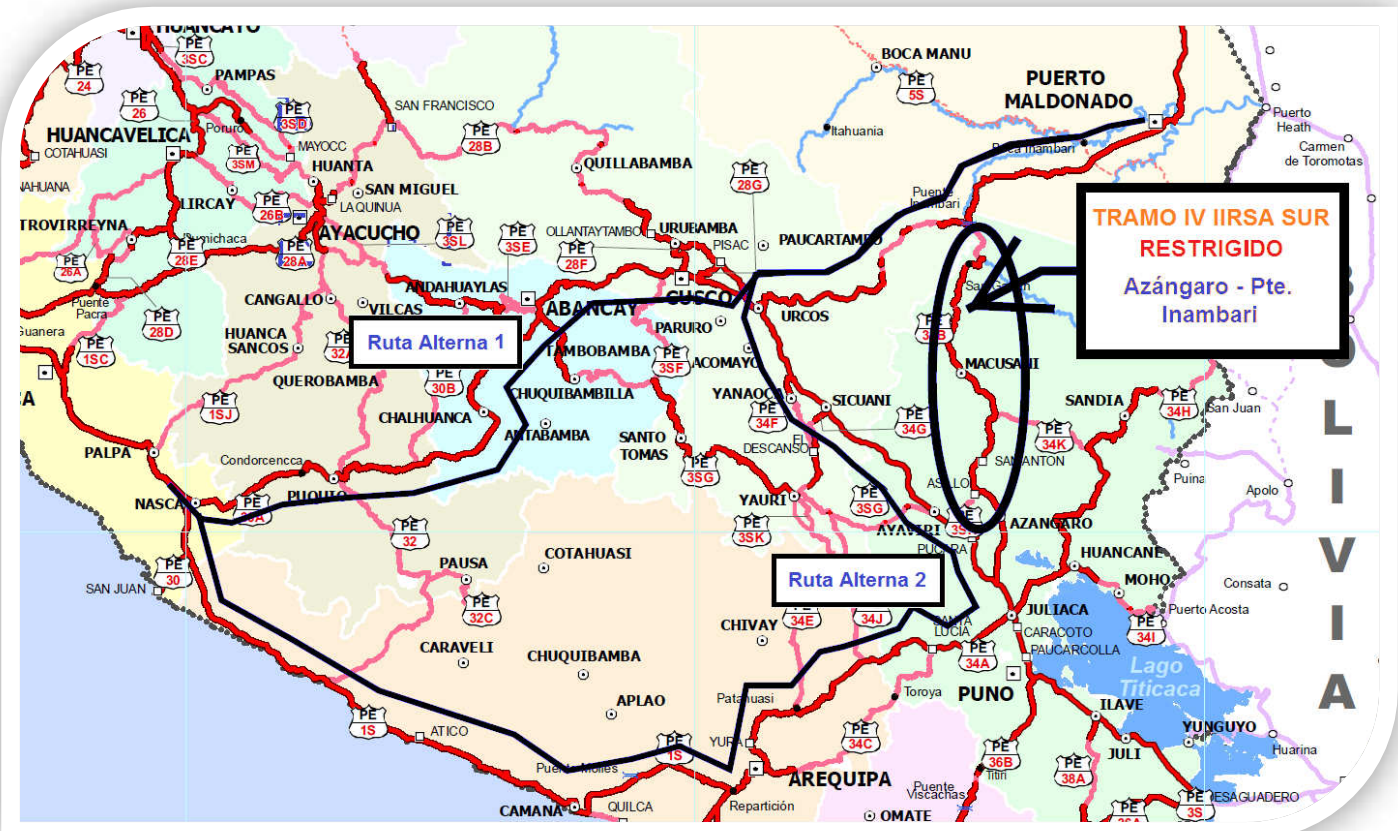 HUANCAYO
PE
3SC
PE
24
PAMPAS
PE
26
PE
3SD
SAN FRANCISCO
BOCA MANU
PE
5S
PUERTO
MALDONADO
Puerto
Heath
HUANCAVELICA
COTAHUASI
MAYOCC
PE
3SM
HUANTA
PE
28B
Itahuania
Boca Inambari
Carmen
de Toromotas
QUILLABAMBA
PE
28G
SAN MIGUEL
LA QUINUA
LIRCAY
PE
26B
Puente
Inambari
TROVIRREYNA
PE
28E
AYACUCHO
PE
28A
PE
3SL
PE
3SE
OLLANTAYTAMBO
URUBAMBA
PISAC
PAUCARTAMBO
PE
28F
PE
26A
TRAMO IV IIRSA SUR
RESTRIGIDO
Azángaro - Pte.
Inambari
Puente
Pacra
CANGALLO
VILCAS
ANDAHUAYLAS
ABANCAY
CUSCO
URCOS
PE
28D
HUANCA
SANCOS
PE
Ruta Alterna 1
PARURO
PE
1SC
TAMBOBAMBA
PE
3SF
ACOMAYO
MACUSANI
QUEROBAMBA
PE
30B
CHUQUIBAMBILLA
YANAOCA
SICUANI
SANDIA
PE
34H
San Juan
PE
1SJ
CHALHUANCA
ANTABAMBA
PE
34F
PE
34G
PE
34K
SANTO
TOMAS
EL
DESCANSO
PALPA
Condorcencca
PE
3SG
SAN ANTON
Puina
Apolo
NASCA
PUQUIO
YAURI
PE
3SG
AYAVIRI
AZANGARO
PE
32
PE
3SK
HUANCANE
COTAHUASI
PAUSA
PE
30
SAN JUAN
Ruta Alterna 2
MOHO
Consata
Puerto Acosta
PE
32C
PE
34E
PE
34J
JULIACA
CARACOTO
PAUCARCOLLA
PE
34I
CHIVAY
SANTA
LUCIA
PE
34A
CARAVELI
CHUQUIBAMBA
Lago
Titicaca
APLAO
Patahuasi
Toroya
PUNO
ILAVE
PE
1S
ATICO
PE
1S
YURA
PE
34C
YUNGUYO
JULI
Huarina
Puente Molles
PE
36B
Titiri
PE
38A
AREQUIPA
Puente
Viscachas
CAMANA
QUILCA
Repartición
OMATE
PE
PE
3S
DESAGUADERO
BOLIVIA